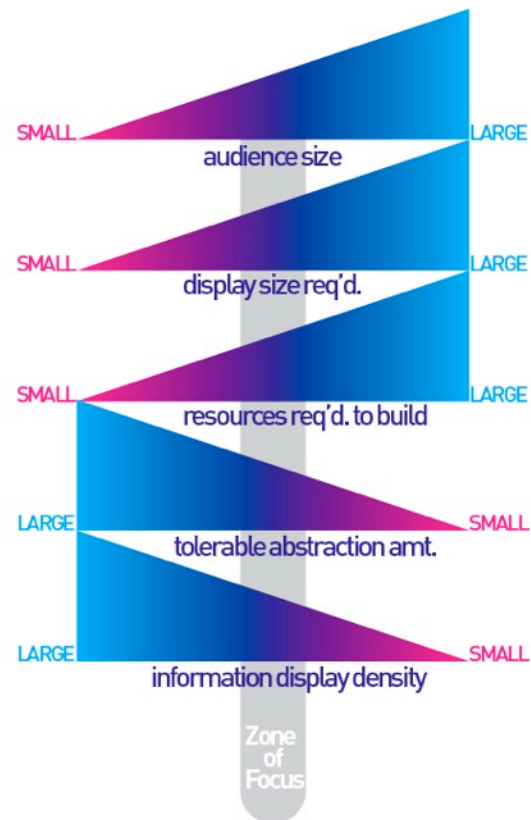 SMALL LARGE
audience size
SMALL LARGE
display size req'd.
SMALL LARGE
resources req'd. to build
LARGE SMALL
tolerable abstraction amt.
LARGE SMALL
information display density
Zone
of
Focus